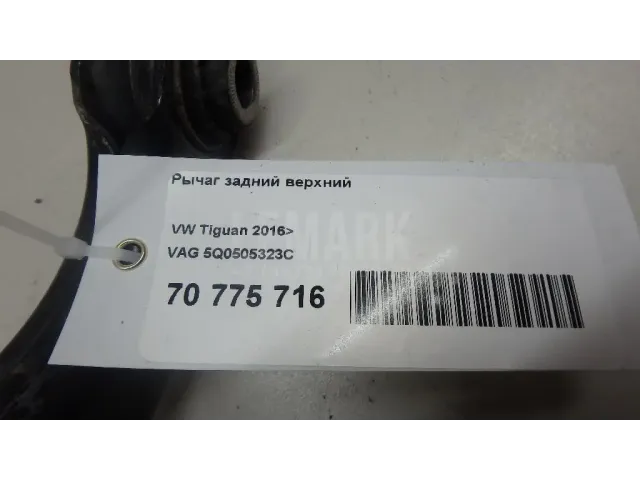 Рычаг задний верхний
VW Tiguan 2016>
VAG 5Q0505323C
70 775 716